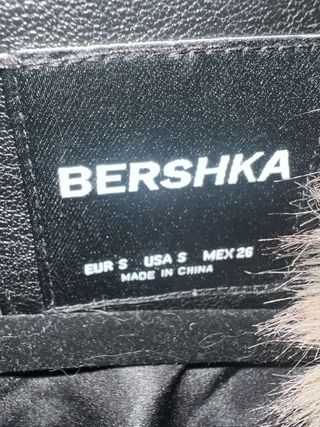 BERSHKA
EUR S USA S MEX 26
MADE IN CHINA